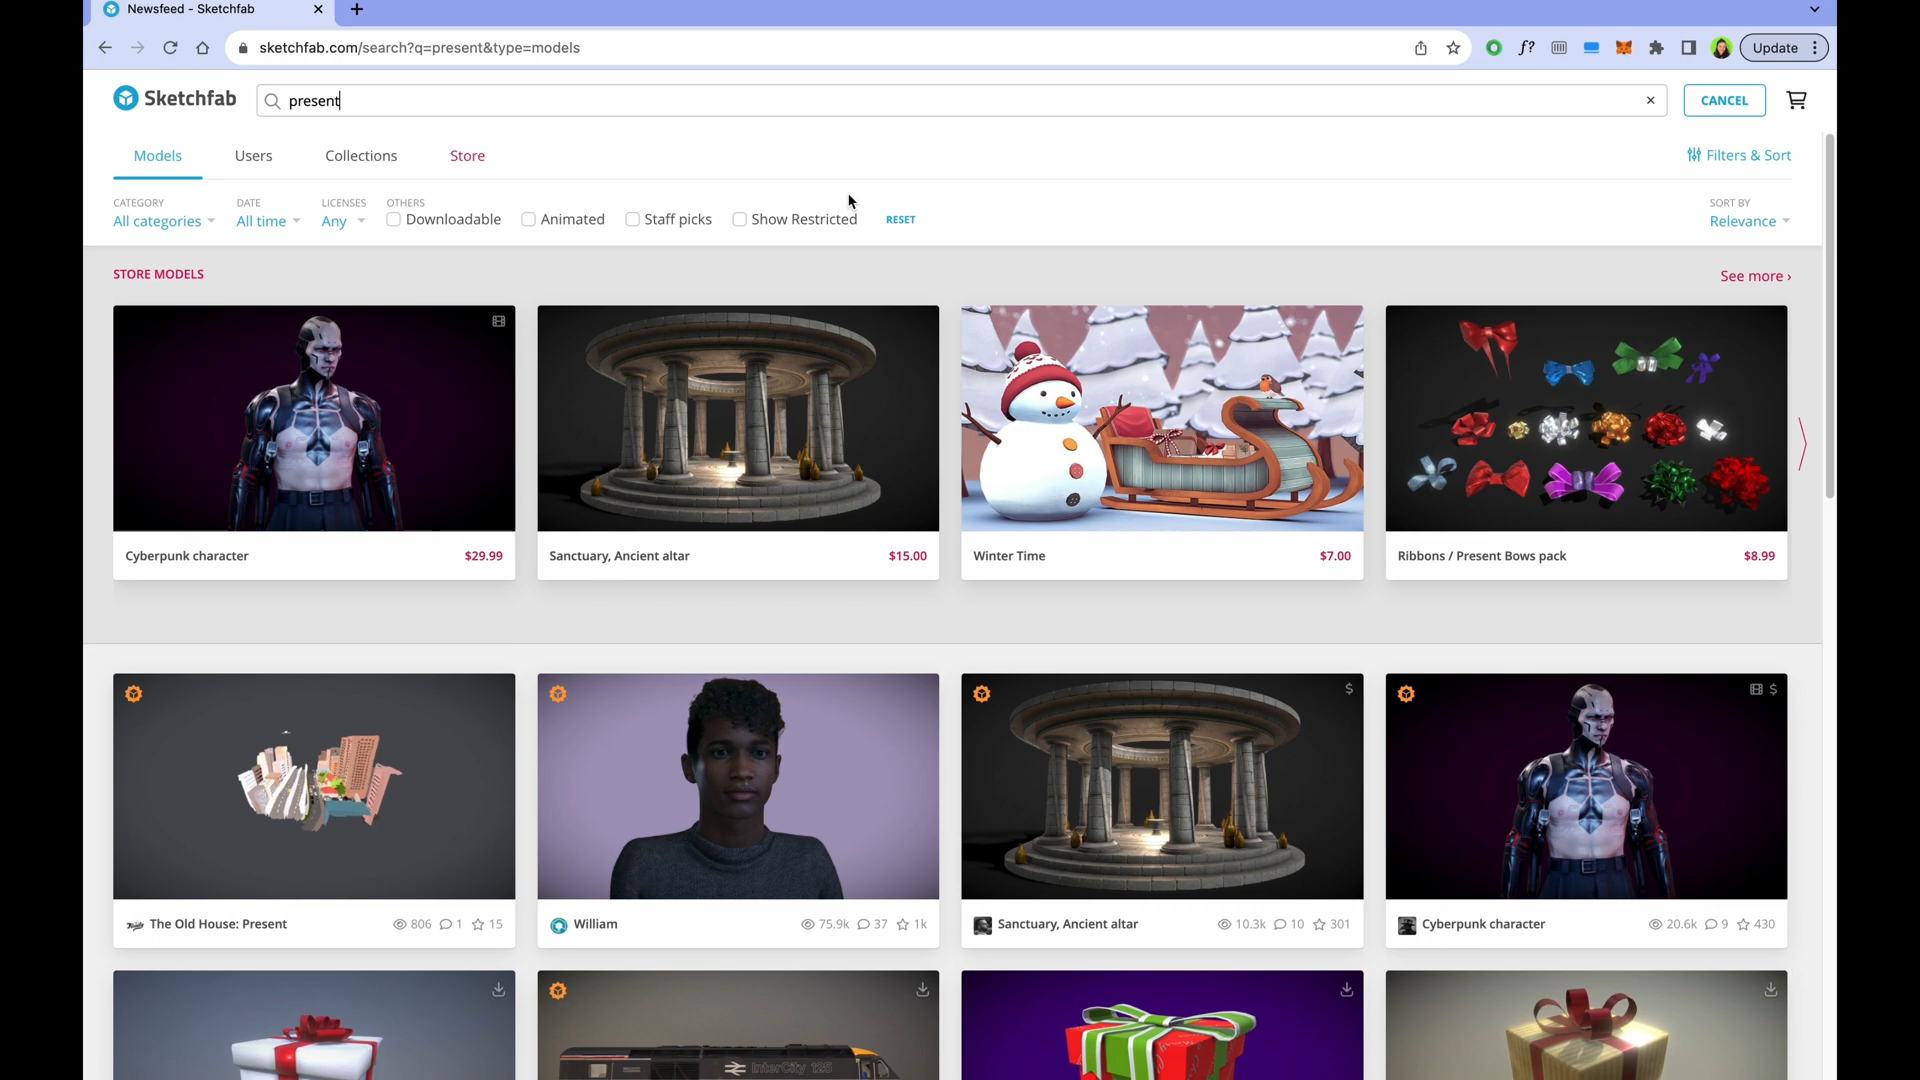 Newsfeed - Sketchfab
sketchfab.com/search?q=present&type=models
f?
Update
Sketchfab
present
CANCEL
Models Users Collections Store
Filters & Sort
CATEGORY DATE LICENSES OTHERS SORT BY
All categories All time Any Downloadable Animated Staff picks Show Restricted RESET Relevance
STORE MODELS
See more ›
Cyberpunk character $29.99
Sanctuary, Ancient altar $15.00
Winter Time $7.00
Ribbons / Present Bows pack $8.99
The Old House: Present 806 1 15
William 75.9k 37 1k
Sanctuary, Ancient altar 10.3k 10 301
Cyberpunk character 20.6k 9 430
InterCity 125